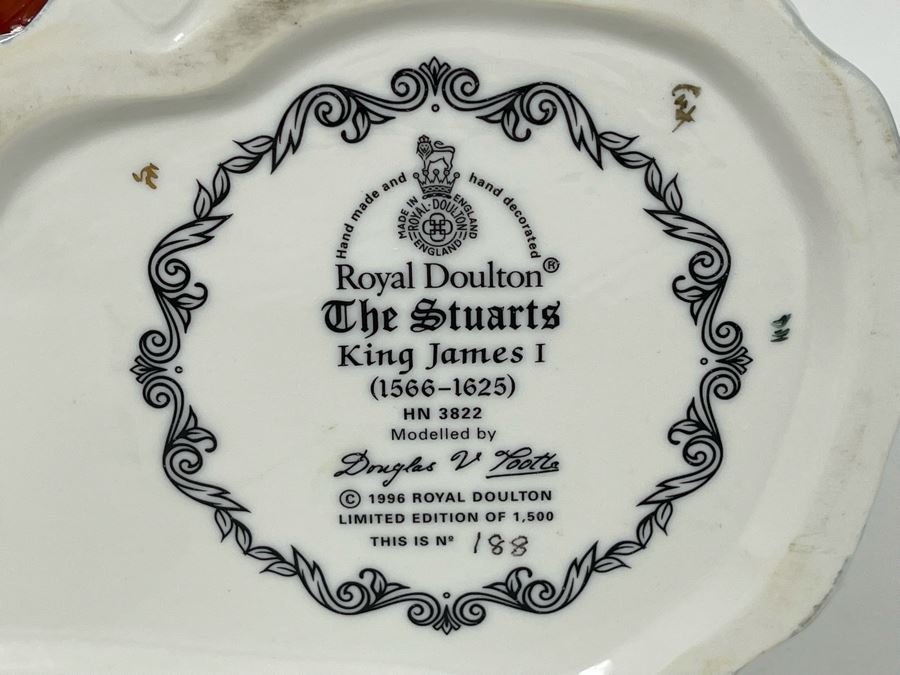 Hand made and hand decorated
MADE IN ENGLAND
ROYAL·DOULTON
ENGLAND
Royal Doulton®
The Stuarts
King James I
(1566–1625)
HN 3822
Modelled by
Douglas V Tootle
© 1996 ROYAL DOULTON
LIMITED EDITION OF 1,500
THIS IS Nº 188